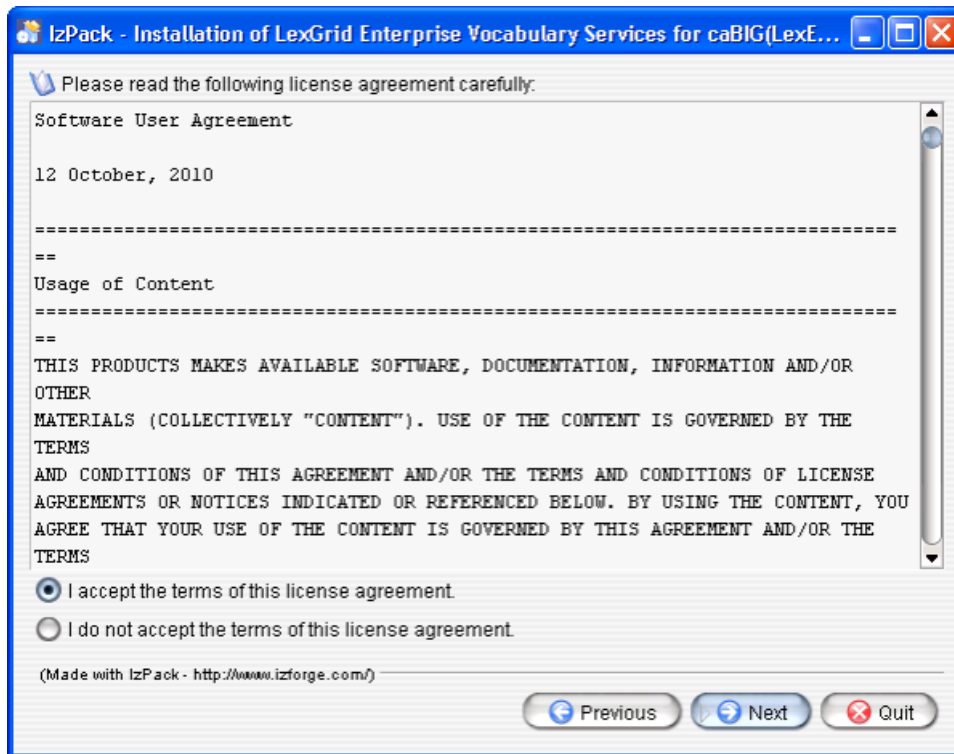 IzPack - Installation of LexGrid Enterprise Vocabulary Services for caBIG(LexE...
Please read the following license agreement carefully:
Software User Agreement
12 October, 2010
=============================================================================
==
Usage of Content
=============================================================================
==
THIS PRODUCTS MAKES AVAILABLE SOFTWARE, DOCUMENTATION, INFORMATION AND/OR
OTHER
MATERIALS (COLLECTIVELY "CONTENT"). USE OF THE CONTENT IS GOVERNED BY THE
TERMS
AND CONDITIONS OF THIS AGREEMENT AND/OR THE TERMS AND CONDITIONS OF LICENSE
AGREEMENTS OR NOTICES INDICATED OR REFERENCED BELOW. BY USING THE CONTENT, YOU
AGREE THAT YOUR USE OF THE CONTENT IS GOVERNED BY THIS AGREEMENT AND/OR THE
TERMS
I accept the terms of this license agreement.
I do not accept the terms of this license agreement.
(Made with IzPack - http://www.izforge.com/)
Previous Next Quit